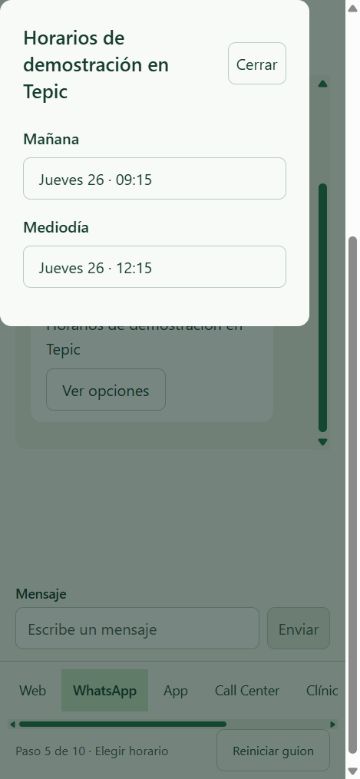 Horarios de
demostración en
Tepic
Cerrar
Mañana
Jueves 26 · 09:15
Mediodía
Jueves 26 · 12:15
Horarios de demostración en
Tepic
Ver opciones
Mensaje
Escribe un mensaje
Enviar
Web
WhatsApp
App
Call Center
Clínic
Paso 5 de 10 · Elegir horario
Reiniciar guion